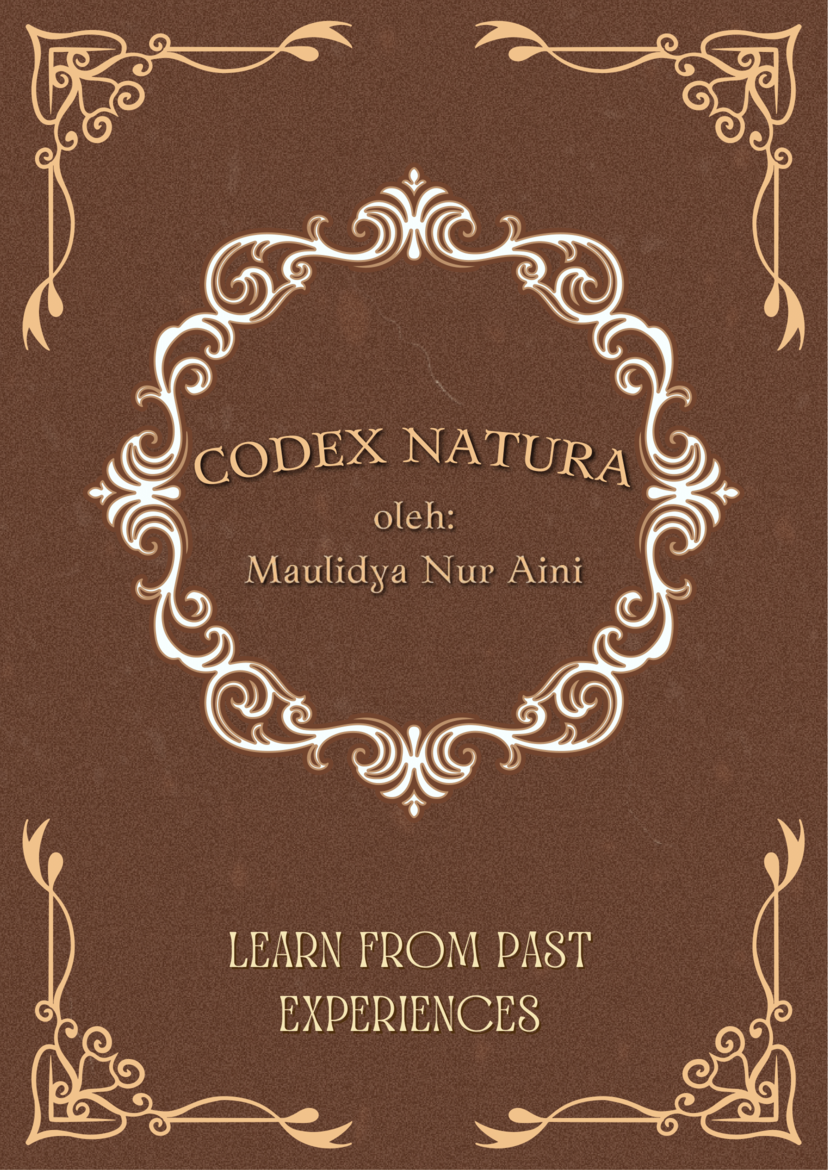 CODEX NATURA
oleh:
Maulidya Nur Aini
LEARN FROM PAST
EXPERIENCES